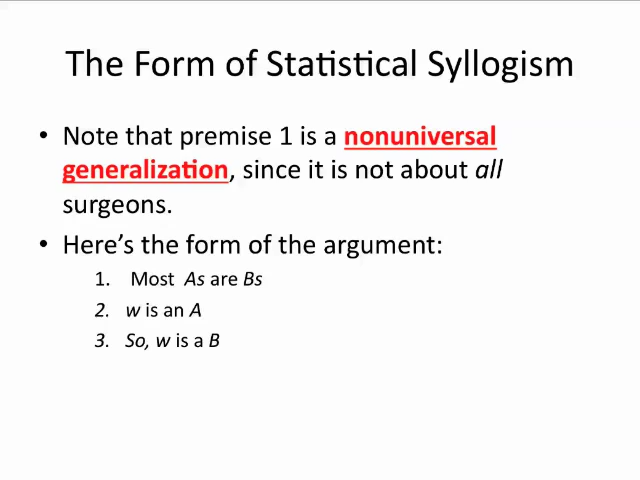 The Form of Statistical Syllogism
• Note that premise 1 is a nonuniversal
generalization, since it is not about all
surgeons.
• Here's the form of the argument:
1. Most As are Bs
2. w is an A
3. So, w is a B